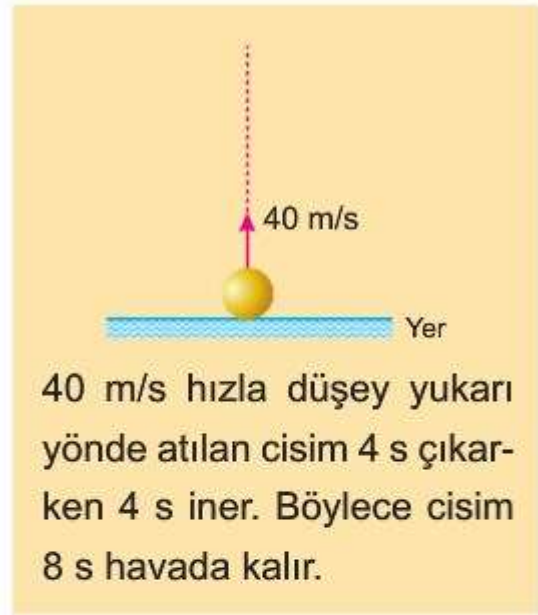 40 m/s
Yer
40 m/s hızla düşey yukarı
yönde atılan cisim 4 s çıkar-
ken 4 s iner. Böylece cisim
8 s havada kalır.